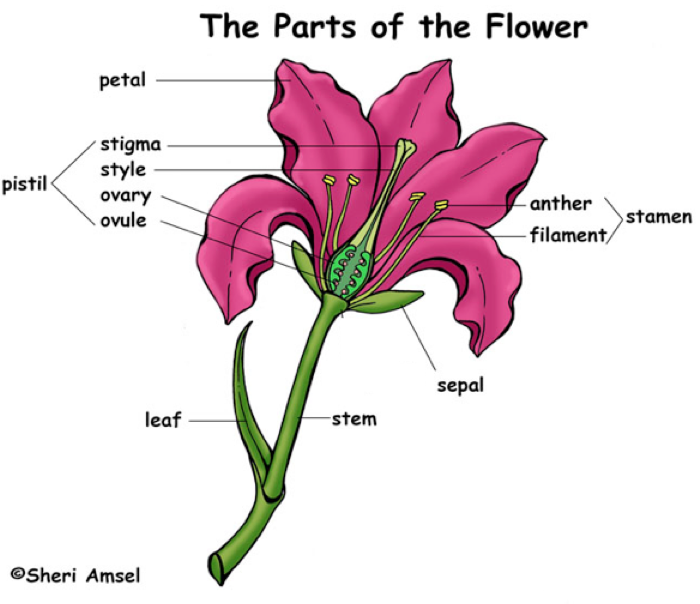 The Parts of the Flower
petal
stigma
style
pistil
ovary
ovule
anther
stamen
filament
sepal
leaf
stem
©Sheri Amsel